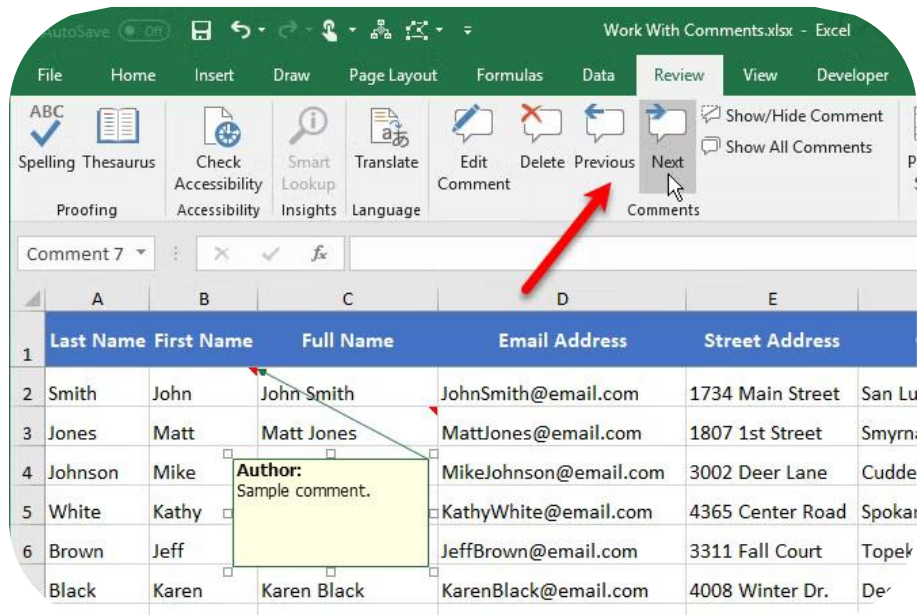 AutoSave Off Work With Comments.xlsx - Excel
File Home Insert Draw Page Layout Formulas Data Review View Developer
ABC
Spelling Thesaurus Check Accessibility Smart Lookup Translate Edit Comment Delete Previous Next
Show/Hide Comment
Show All Comments
Proofing Accessibility Insights Language Comments
Comment 7 fx
A B C D E
1 Last Name First Name Full Name Email Address Street Address
2 Smith John John Smith JohnSmith@email.com 1734 Main Street San Lu
3 Jones Matt Matt Jones MattJones@email.com 1807 1st Street Smyrn
4 Johnson Mike MikeJohnson@email.com 3002 Deer Lane Cudde
5 White Kathy KathyWhite@email.com 4365 Center Road Spokar
6 Brown Jeff JeffBrown@email.com 3311 Fall Court Topek
Black Karen Karen Black KarenBlack@email.com 4008 Winter Dr.
Author:
Sample comment.